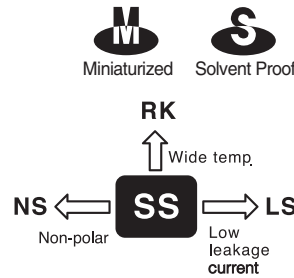 M S
Miniaturized Solvent Proof
RK
Wide temp
NS SS LS
Non-polar Low
leakage
current